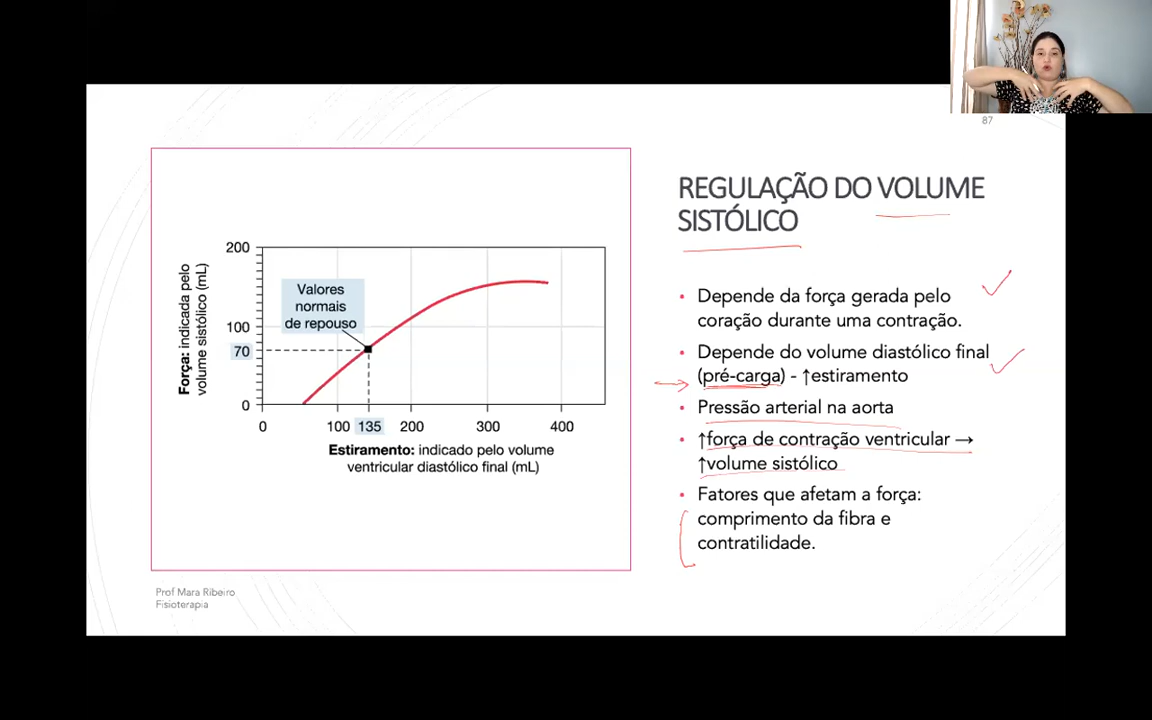 87
REGULAÇÃO DO VOLUME
SISTÓLICO
Força: indicada pelo
volume sistólico (mL)
200
100
70
0
Valores
normais
de repouso
0 100 135 200 300 400
Estiramento: indicado pelo volume
ventricular diastólico final (mL)
• Depende da força gerada pelo
coração durante uma contração.
• Depende do volume diastólico final
(pré-carga) - ↑estiramento
• Pressão arterial na aorta
• ↑força de contração ventricular →
↑volume sistólico
• Fatores que afetam a força:
comprimento da fibra e
contratilidade.
Prof Mara Ribeiro
Fisioterapia